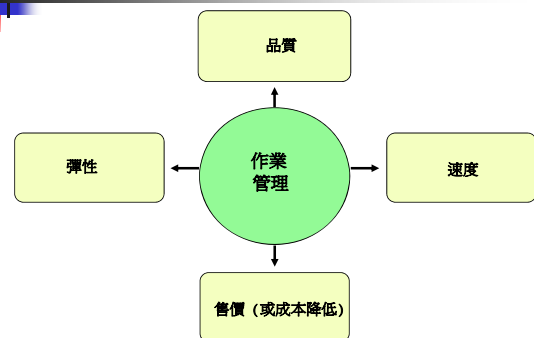 品質
彈性
作業
管理
速度
售價（或成本降低）